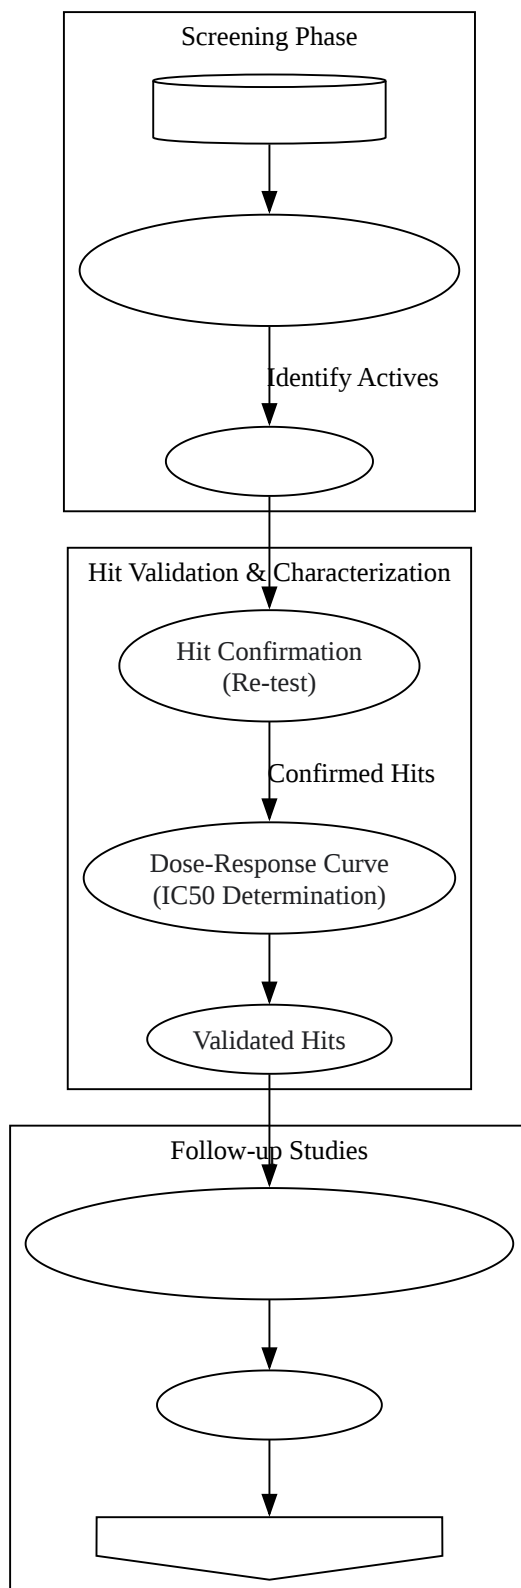 Screening Phase
Identify Actives
Hit Validation & Characterization
Hit Confirmation
(Re-test)
Confirmed Hits
Dose-Response Curve
(IC50 Determination)
Validated Hits
Follow-up Studies